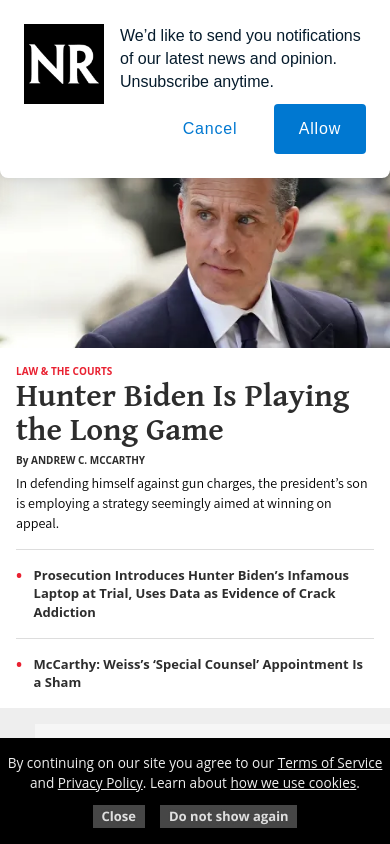 NR
We’d like to send you notifications
of our latest news and opinion.
Unsubscribe anytime.
Cancel
Allow
LAW & THE COURTS
Hunter Biden Is Playing
the Long Game
By ANDREW C. MCCARTHY
In defending himself against gun charges, the president’s son
is employing a strategy seemingly aimed at winning on
appeal.
• Prosecution Introduces Hunter Biden’s Infamous
Laptop at Trial, Uses Data as Evidence of Crack
Addiction
• McCarthy: Weiss’s ‘Special Counsel’ Appointment Is
a Sham
By continuing on our site you agree to our Terms of Service
and Privacy Policy. Learn about how we use cookies.
Close
Do not show again